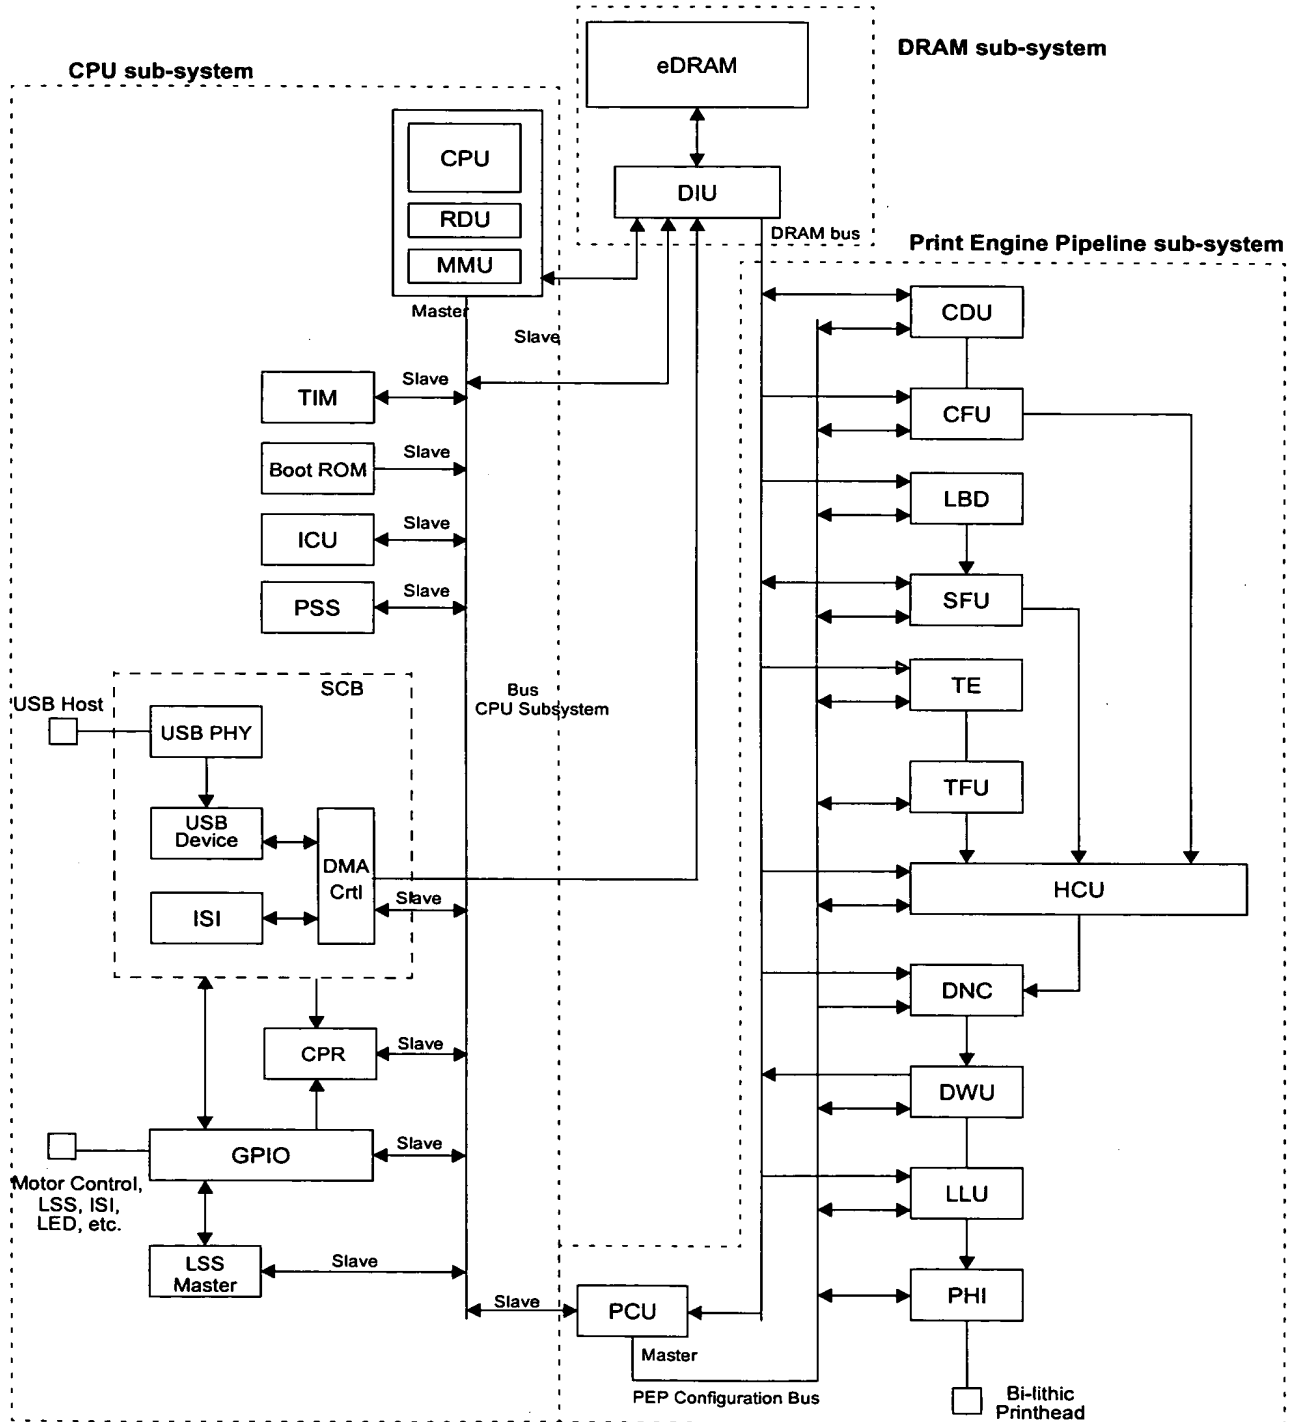 DRAM sub-system
CPU sub-system
eDRAM
CPU
RDU
MMU
DIU
DRAM bus
Print Engine Pipeline sub-system
Master
Slave
CDU
TIM
Slave
CFU
Boot ROM
Slave
LBD
ICU
Slave
PSS
Slave
SFU
SCB
TE
USB Host
USB PHY
Bus
CPU Subsystem
TFU
USB
Device
DMA
Crtl
Slave
ISI
HCU
DNC
CPR
Slave
DWU
GPIO
Slave
Motor Control,
LSS, ISI,
LED, etc.
LLU
LSS
Master
Slave
Slave
PCU
PHI
Master
PEP Configuration Bus
Bi-lithic
Printhead